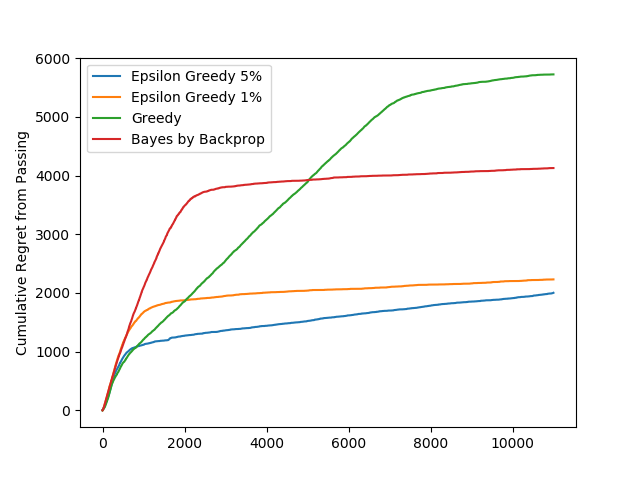 6000
5000
4000
3000
2000
1000
0
Cumulative Regret from Passing
Epsilon Greedy 5%
Epsilon Greedy 1%
Greedy
Bayes by Backprop
0
2000
4000
6000
8000
10000